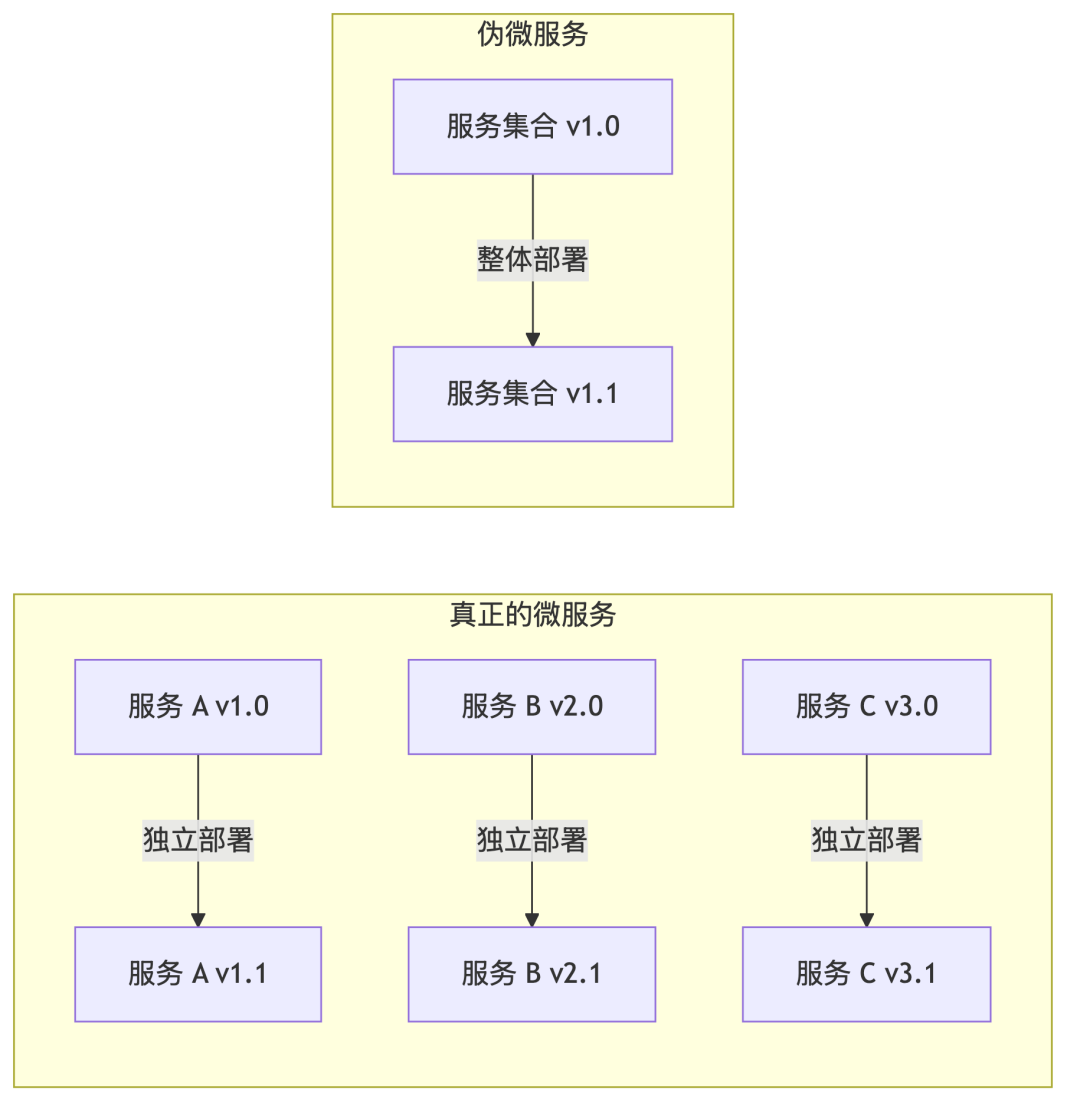 伪微服务
服务集合 v1.0
整体部署
服务集合 v1.1
真正的微服务
服务 A v1.0
服务 B v2.0
服务 C v3.0
独立部署
独立部署
独立部署
服务 A v1.1
服务 B v2.1
服务 C v3.1